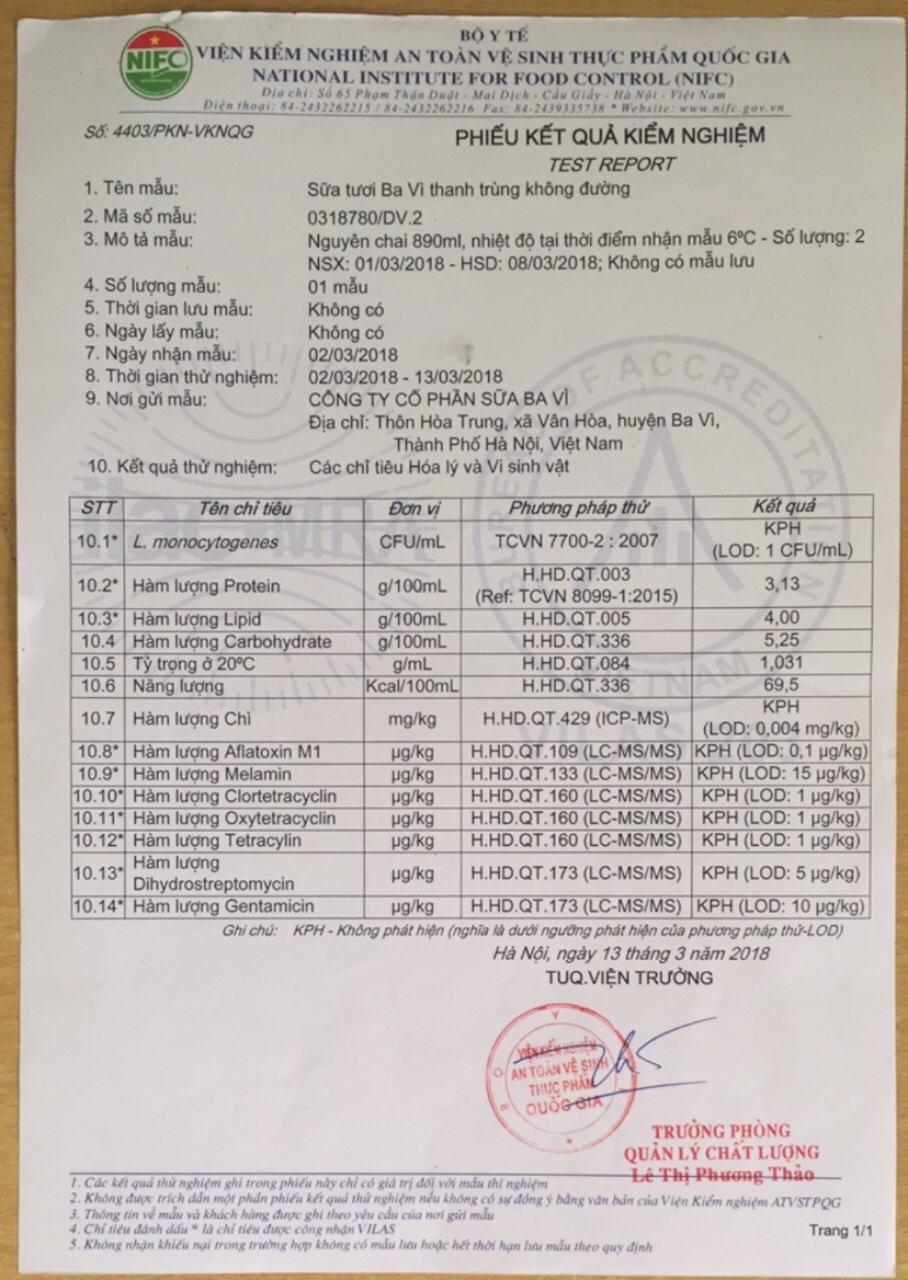 BỘ Y TẾ
NIFC
VIỆN KIỂM NGHIỆM AN TOÀN VỆ SINH THỰC PHẨM QUỐC GIA
NATIONAL INSTITUTE FOR FOOD CONTROL (NIFC)
Địa chỉ: Số 65 Phạm Thận Duật - Mai Dịch - Cầu Giấy - Hà Nội - Việt Nam
Điện thoại: 84-2432262215 / 84-2432262216 Fax: 84-2439335738 * Website: www.nifc.gov.vn
Số: 4403/PKN-VKNQG
PHIẾU KẾT QUẢ KIỂM NGHIỆM
TEST REPORT
1. Tên mẫu: Sữa tươi Ba Vì thanh trùng không đường
2. Mã số mẫu: 0318780/DV.2
3. Mô tả mẫu: Nguyên chai 890ml, nhiệt độ tại thời điểm nhận mẫu 6ºC - Số lượng: 2
NSX: 01/03/2018 - HSD: 08/03/2018; Không có mẫu lưu
4. Số lượng mẫu: 01 mẫu
5. Thời gian lưu mẫu: Không có
6. Ngày lấy mẫu: Không có
7. Ngày nhận mẫu: 02/03/2018
8. Thời gian thử nghiệm: 02/03/2018 - 13/03/2018
9. Nơi gửi mẫu: CÔNG TY CỔ PHẦN SỮA BA VÌ
Địa chỉ: Thôn Hòa Trung, xã Vân Hòa, huyện Ba Vì,
Thành Phố Hà Nội, Việt Nam
10. Kết quả thử nghiệm: Các chỉ tiêu Hóa lý và Vi sinh vật
STT Tên chỉ tiêu Đơn vị Phương pháp thử Kết quả
10.1* L. monocytogenes CFU/mL TCVN 7700-2 : 2007 KPH
(LOD: 1 CFU/mL)
10.2* Hàm lượng Protein g/100mL H.HD.QT.003
(Ref: TCVN 8099-1:2015) 3,13
10.3* Hàm lượng Lipid g/100mL H.HD.QT.005 4,00
10.4 Hàm lượng Carbohydrate g/100mL H.HD.QT.336 5,25
10.5 Tỷ trọng ở 20ºC g/mL H.HD.QT.084 1,031
10.6 Năng lượng Kcal/100mL H.HD.QT.336 69,5
10.7 Hàm lượng Chì mg/kg H.HD.QT.429 (ICP-MS) KPH
(LOD: 0,004 mg/kg)
10.8* Hàm lượng Aflatoxin M1 µg/kg H.HD.QT.109 (LC-MS/MS) KPH (LOD: 0,1 µg/kg)
10.9* Hàm lượng Melamin µg/kg H.HD.QT.133 (LC-MS/MS) KPH (LOD: 15 µg/kg)
10.10* Hàm lượng Clortetracyclin µg/kg H.HD.QT.160 (LC-MS/MS) KPH (LOD: 1 µg/kg)
10.11* Hàm lượng Oxytetracyclin µg/kg H.HD.QT.160 (LC-MS/MS) KPH (LOD: 1 µg/kg)
10.12* Hàm lượng Tetracylin µg/kg H.HD.QT.160 (LC-MS/MS) KPH (LOD: 1 µg/kg)
10.13* Hàm lượng
Dihydrostreptomycin µg/kg H.HD.QT.173 (LC-MS/MS) KPH (LOD: 5 µg/kg)
10.14* Hàm lượng Gentamicin µg/kg H.HD.QT.173 (LC-MS/MS) KPH (LOD: 10 µg/kg)
Ghi chú: KPH - Không phát hiện (nghĩa là dưới ngưỡng phát hiện của phương pháp thử-LOD)
Hà Nội, ngày 13 tháng 3 năm 2018
TUQ.VIỆN TRƯỞNG
VIỆN KIỂM NGHIỆM
AN TOÀN VỆ SINH
THỰC PHẨM
QUỐC GIA
TRƯỞNG PHÒNG
QUẢN LÝ CHẤT LƯỢNG
Lê Thị Phương Thảo
1. Các kết quả thử nghiệm ghi trong phiếu này chỉ có giá trị đối với mẫu thí nghiệm
2. Không được trích dẫn một phần phiếu kết quả thử nghiệm nếu không có sự đồng ý bằng văn bản của Viện Kiểm nghiệm ATVSTPQG
3. Thông tin về mẫu và khách hàng được ghi theo yêu cầu của nơi gửi mẫu
4. Chỉ tiêu đánh dấu * là chỉ tiêu được công nhận VILAS
5. Không nhận khiếu nại trong trường hợp không có mẫu lưu hoặc hết thời hạn lưu mẫu theo quy định
Trang 1/1